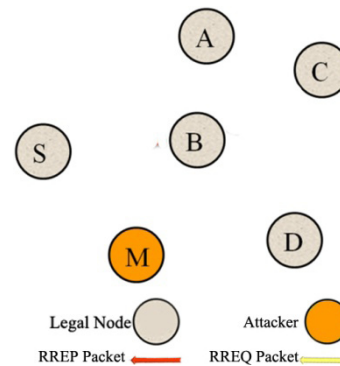 A
C
S
B
M
D
Legal Node
Attacker
RREP Packet
RREQ Packet